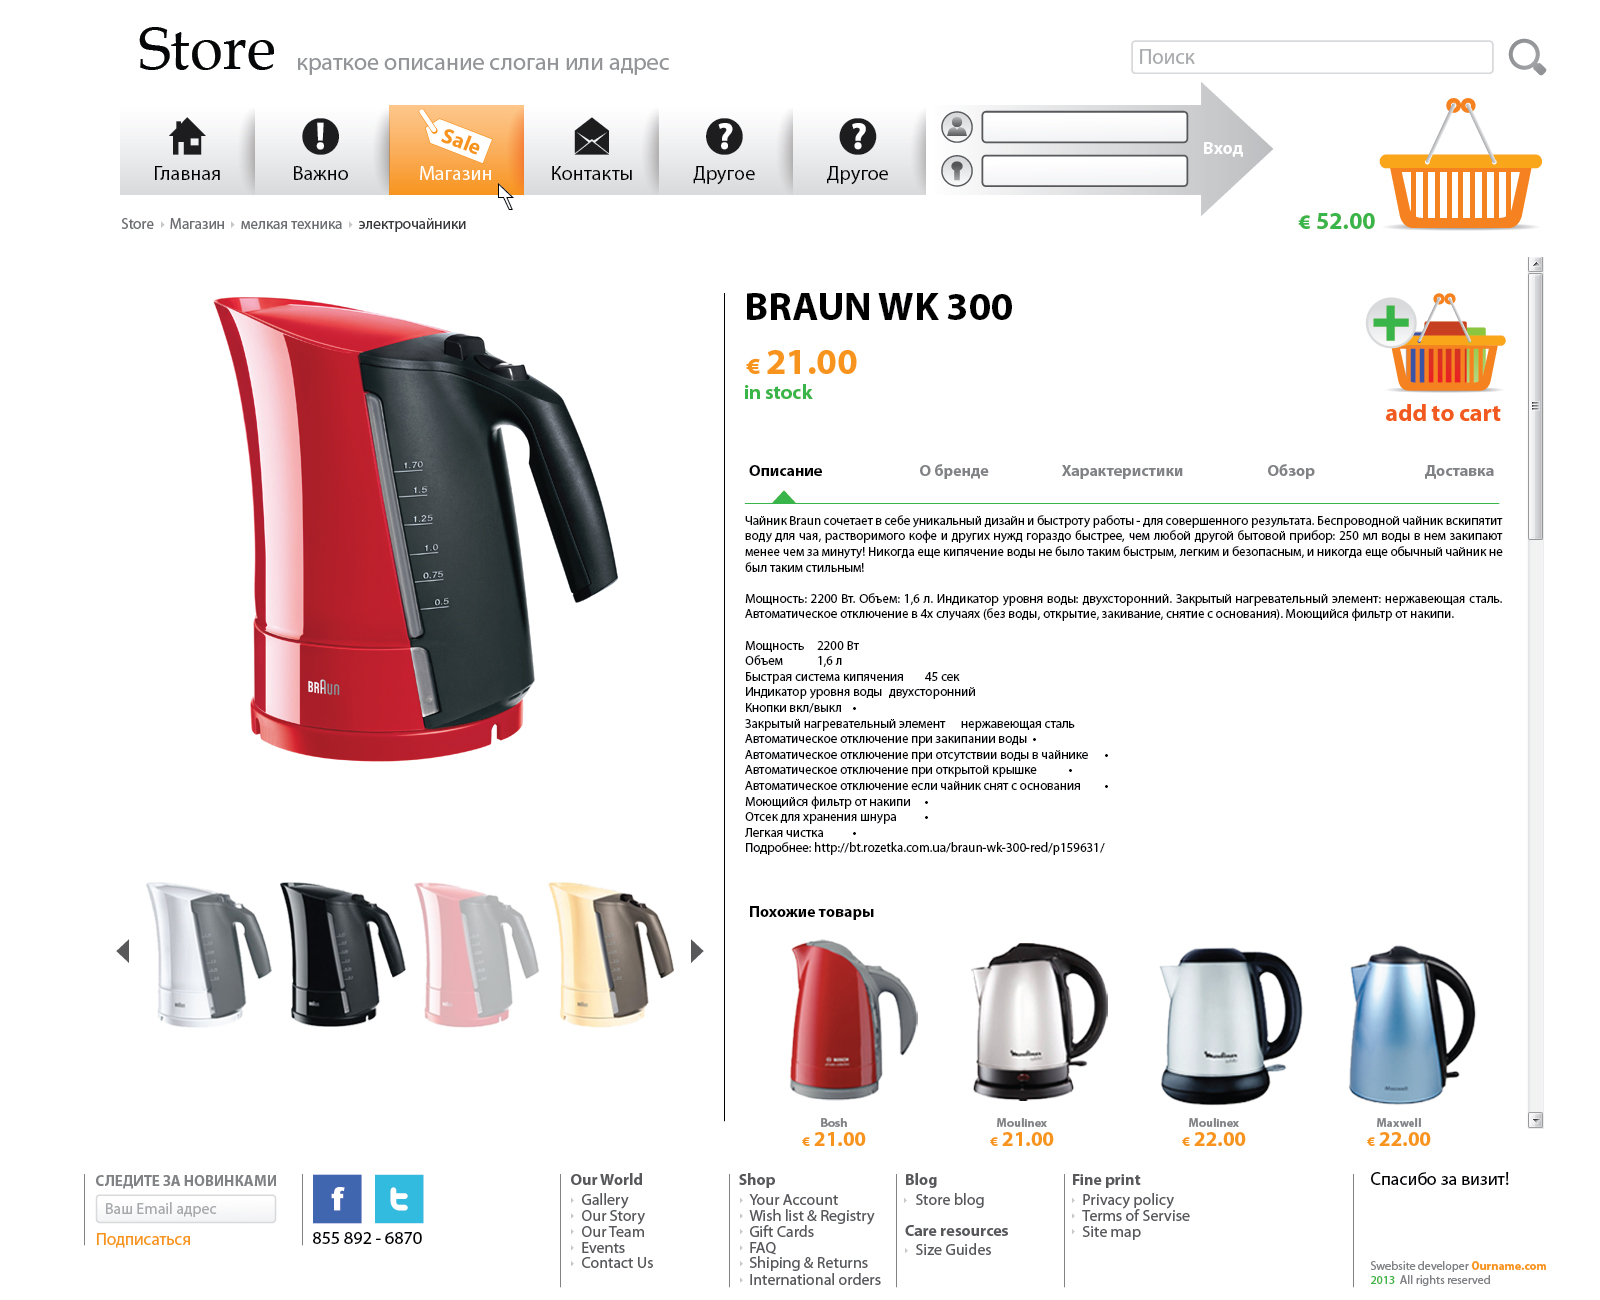 Store краткое описание слоган или адрес
Поиск
Главная
Важно
Sale
Магазин
Контакты
Другое
Другое
Вход
€ 52.00
Store Магазин мелкая техника электрочайники
BRAUN WK 300
€ 21.00
in stock
add to cart
1.70
1.5
1.25
1.0
0.75
0.5
BRAUN
Описание О бренде Характеристики Обзор Доставка
Чайник Braun сочетает в себе уникальный дизайн и быстроту работы - для совершенного результата. Беспроводной чайник вскипятит
воду для чая, растворимого кофе и других нужд гораздо быстрее, чем любой другой бытовой прибор: 250 мл воды в нем закипают
менее чем за минуту! Никогда еще кипячение воды не было таким быстрым, легким и безопасным, и никогда еще обычный чайник не
был таким стильным!
Мощность: 2200 Вт. Объем: 1,6 л. Индикатор уровня воды: двухсторонний. Закрытый нагревательный элемент: нержавеющая сталь.
Автоматическое отключение в 4х случаях (без воды, открытие, закивание, снятие с основания). Моющийся фильтр от накипи.
Мощность 2200 Вт
Объем 1,6 л
Быстрая система кипячения 45 сек
Индикатор уровня воды двухсторонний
Кнопки вкл/выкл •
Закрытый нагревательный элемент нержавеющая сталь
Автоматическое отключение при закипании воды •
Автоматическое отключение при отсутствии воды в чайнике •
Автоматическое отключение при открытой крышке •
Автоматическое отключение если чайник снят с основания •
Моющийся фильтр от накипи •
Отсек для хранения шнура •
Легкая чистка •
Подробнее: http://bt.rozetka.com.ua/braun-wk-300-red/p159631/
Похожие товары
Bosh
€ 21.00
Moulinex
€ 21.00
Moulinex
€ 22.00
Maxwell
€ 22.00
СЛЕДИТЕ ЗА НОВИНКАМИ
Ваш Email адрес
Подписаться
f t
855 892 - 6870
Our World
Gallery
Our Story
Our Team
Events
Contact Us
Shop
Your Account
Wish list & Registry
Gift Cards
FAQ
Shiping & Returns
International orders
Blog
Store blog
Care resources
Size Guides
Fine print
Privacy policy
Terms of Servise
Site map
Спасибо за визит!
Swebsite developer Ourname.com
2013 All rights reserved